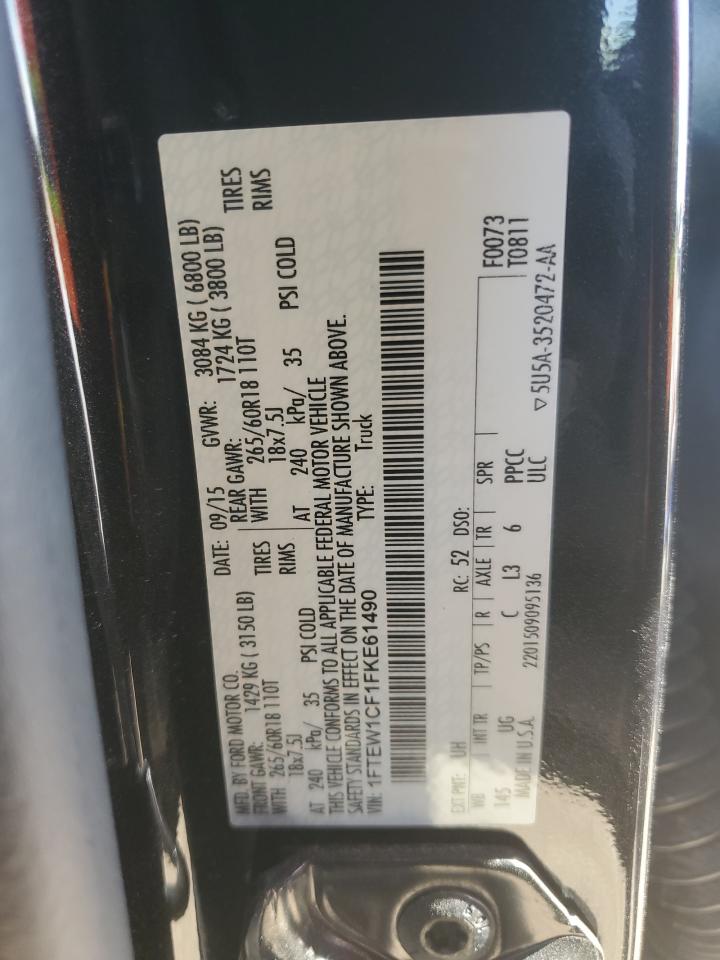 MFD. BY FORD MOTOR CO.
DATE: 09/15 GVWR: 3084 KG ( 6800 LB)
FRONT GAWR: 1429 KG ( 3150 LB) REAR GAWR: 1724 KG ( 3800 LB)
WITH 265/60R18 110T TIRES WITH 265/60R18 110T TIRES
18x7.5J RIMS 18x7.5J RIMS
AT 240 kPa/ 35 PSI COLD AT 240 kPa/ 35 PSI COLD
THIS VEHICLE CONFORMS TO ALL APPLICABLE FEDERAL MOTOR VEHICLE
SAFETY STANDARDS IN EFFECT ON THE DATE OF MANUFACTURE SHOWN ABOVE.
VIN: 1FTEW1CF1FKE61490 TYPE: Truck
EXT PNT: UH RC: 52 DSO:
WB INT TR TP/PS R AXLE TR SPR F0073
145 UG C L3 6 PPCC T0811
ULC
MADE IN U.S.A. 2201509095136
▽ 5U5A-3520472-AA